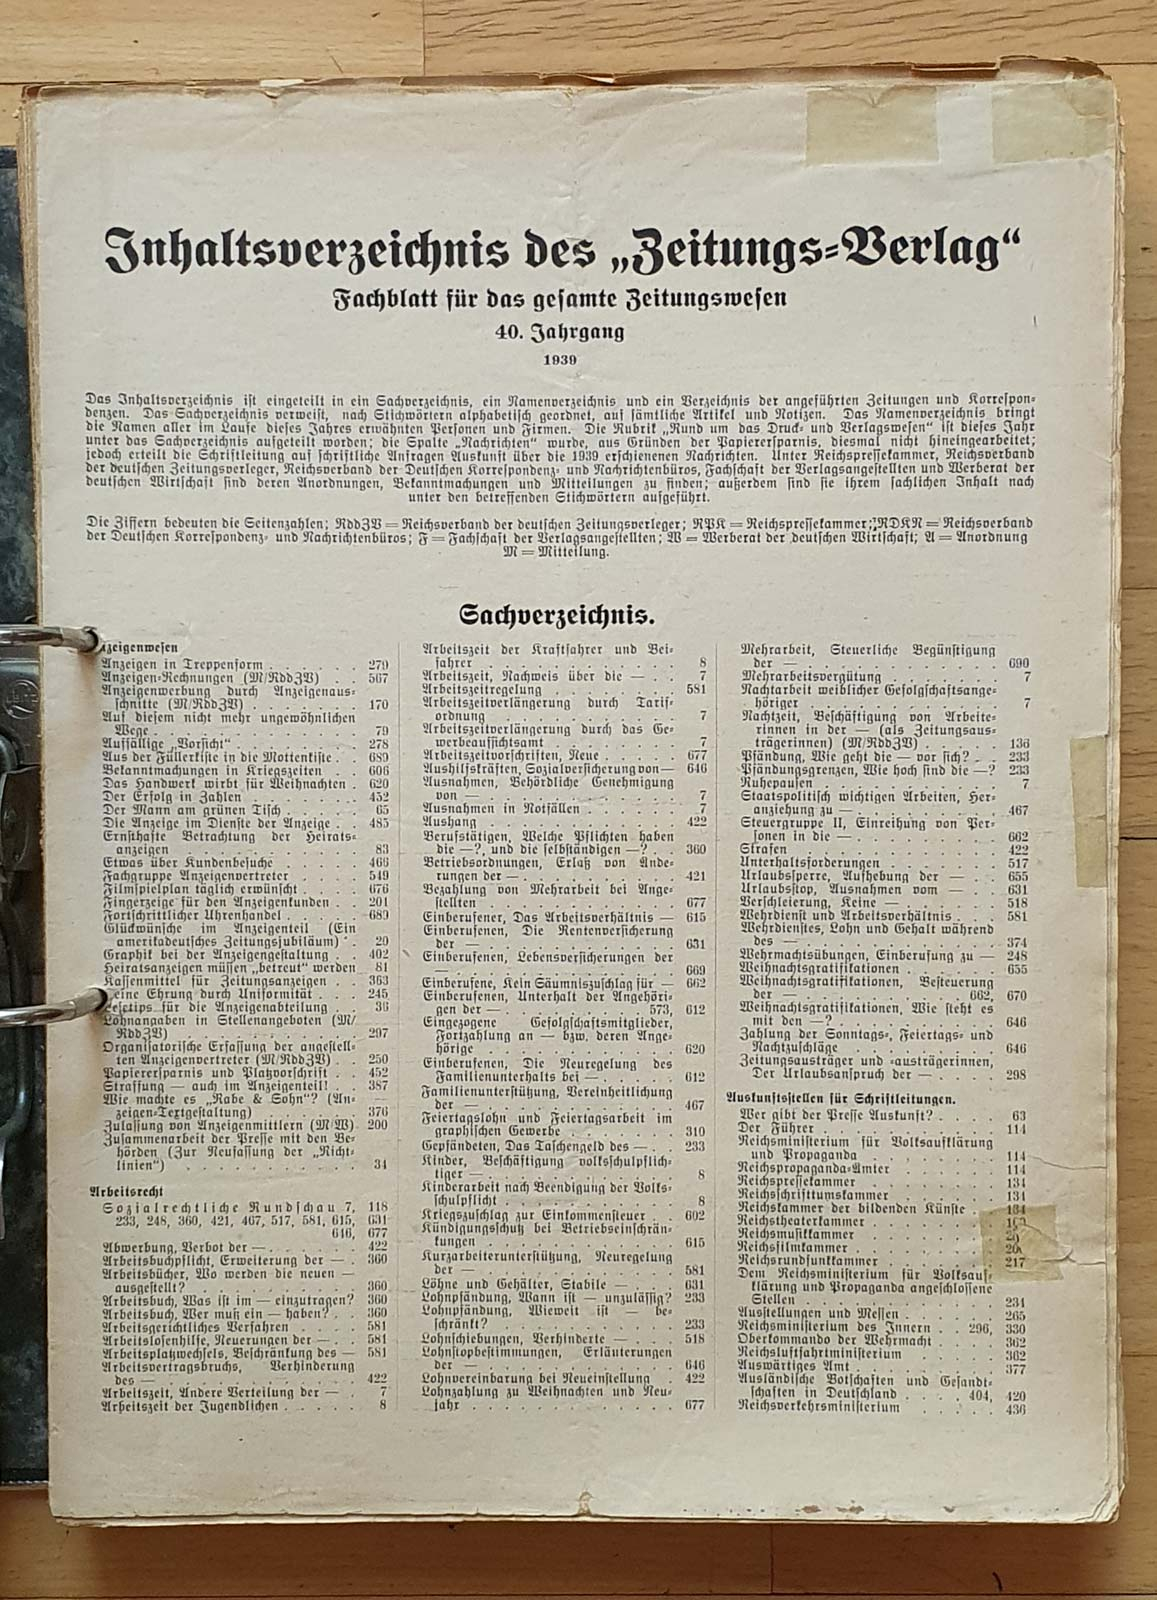 Inhaltsverzeichnis des „Zeitungs=Verlag“
Fachblatt für das gesamte Zeitungswesen
40. Jahrgang
1939
Das Inhaltsverzeichnis ist eingeteilt in ein Sachverzeichnis, ein Namenverzeichnis und ein Verzeichnis der angeführten Zeitungen und Korrespon=
denzen. Das Sachverzeichnis verweist, nach Stichwörtern alphabetisch geordnet, auf sämtliche Artikel und Notizen. Das Namenverzeichnis bringt
die Namen aller im Laufe dieses Jahres erwähnten Personen und Firmen. Die Rubrik „Rund um das Druck= und Verlagswesen“ ist dieses Jahr
unter das Sachverzeichnis aufgeteilt worden; die Spalte „Nachrichten“ wurde, aus Gründen der Papierersparnis, diesmal nicht hineingearbeitet;
jedoch erteilt die Schriftleitung auf schriftliche Anfragen Auskunft über die 1939 erschienenen Nachrichten. Unter Reichspressekammer, Reichsverband
der deutschen Zeitungsverleger, Reichsverband der Deutschen Korrespondenz= und Nachrichtenbüros, Fachschaft der Verlagsangestellten und Werberat der
deutschen Wirtschaft sind deren Anordnungen, Bekanntmachungen und Mitteilungen zu finden; außerdem sind sie ihrem sachlichen Inhalt nach
unter den betreffenden Stichwörtern aufgeführt.
Die Ziffern bedeuten die Seitenzahlen; RddZV = Reichsverband der deutschen Zeitungsverleger; RPK = Reichspressekammer; RDKN = Reichsverband
der Deutschen Korrespondenz= und Nachrichtenbüros; F = Fachschaft der Verlagsangestellten; W = Werberat der deutschen Wirtschaft; A = Anordnung
M = Mitteilung.
Sachverzeichnis.
zeigenwesen
Anzeigen in Treppenform . . . . . . . 279
Anzeigen-Rechnungen (M/RddZV) . . . . . 567
Anzeigenwerbung durch Anzeigenaus=
schnitte (M/RddZV) . . . . . . . . 170
Auf diesem nicht mehr ungewöhnlichen
Wege . . . . . . . . . . . . . . . 79
Auffällige „Vorsicht“ . . . . . . . . . 278
Aus der Füllerkiste in die Mottenkiste . . . 689
Bekanntmachungen in Kriegszeiten . . . . 606
Das Handwerk wirbt für Weihnachten . 620
Der Erfolg in Zahlen . . . . . . . . . 452
Der Mann am grünen Tisch . . . . . . 65
Die Anzeige im Dienste der Anzeige . . 485
Ernsthafte Betrachtung der Heirats=
anzeigen . . . . . . . . . . . . . 83
Etwas über Kundenbesuche . . . . . . 466
Fachgruppe Anzeigenvertreter . . . . . 549
Filmspielplan täglich erwünscht . . . . . 676
Fingerzeige für den Anzeigenkunden . . 201
Fortschrittlicher Uhrenhandel . . . . . . 689
Glückwünsche im Anzeigenteil (Ein
amerikadeutsches Zeitungsjubiläum) . . 20
Graphik bei der Anzeigengestaltung . . 402
Heiratsanzeigen müssen „betreut“ werden 81
Kassenmittel für Zeitungsanzeigen . . . 363
Keine Ehrung durch Uniformität . . . 245
Lesetips für die Anzeigenabteilung . . . 36
Lohnangaben in Stellenangeboten (M/
RddZV) . . . . . . . . . . . . . . 297
Organisatorische Erfassung der angestell=
ten Anzeigenvertreter (M/RddZV) . . . 250
Papierersparnis und Platzvorschrift . . . 452
Straffung — auch im Anzeigenteil! . . . 387
Wie machte es „Rabe & Sohn“? (An=
zeigen=Textgestaltung) . . . . . . . . 376
Zulassung von Anzeigenmittlern (M/W) 200
Zusammenarbeit der Presse mit den Be=
hörden (Zur Neufassung der „Richt=
linien“) . . . . . . . . . . . . . . 34
Arbeitsrecht
Sozialrechtliche Rundschau 7, 118
233, 248, 360, 421, 467, 517, 581, 615, 631
646, 677
Abwerbung, Verbot der — . . . . . . 422
Arbeitsbuchpflicht, Erweiterung der — . 360
Arbeitsbücher, Wo werden die neuen —
ausgestellt? . . . . . . . . . . . . 360
Arbeitsbuch, Was ist im — einzutragen? 360
Arbeitsbuch, Wer muß ein — haben? . . 360
Arbeitsgerichtliches Verfahren . . . . . 581
Arbeitslosenhilfe, Neuerungen der — . . 581
Arbeitsplatzwechsels, Beschränkung des — 581
Arbeitsvertragsbruchs, Verhinderung
des — . . . . . . . . . . . . . . 422
Arbeitszeit, Andere Verteilung der — . 7
Arbeitszeit der Jugendlichen . . . . . 8
Arbeitszeit der Kraftfahrer und Bei=
fahrer . . . . . . . . . . . . . . 8
Arbeitszeit, Nachweis über die — . . . 7
Arbeitszeitregelung . . . . . . . . . 581
Arbeitszeitverlängerung durch Tarif=
ordnung . . . . . . . . . . . . . 7
Arbeitszeitverlängerung durch das Ge=
werbeaufsichtsamt . . . . . . . . . 7
Arbeitszeitvorschriften, Neue . . . . . 677
Aushilfskräften, Sozialversicherung von — 646
Ausnahmen, Behördliche Genehmigung
von — . . . . . . . . . . . . . . 7
Ausnahmen in Notfällen . . . . . . . 7
Aushang . . . . . . . . . . . . . . 422
Berufstätigen, Welche Pflichten haben
die —?, und die selbständigen —? . . 360
Betriebsordnungen, Erlaß von Ände=
rungen der — . . . . . . . . . . . 421
Bezahlung von Mehrarbeit bei Ange=
stellten . . . . . . . . . . . . . . 677
Einberufener, Das Arbeitsverhältnis — 615
Einberufenen, Die Rentenversicherung
der — . . . . . . . . . . . . . . 631
Einberufenen, Lebensversicherungen der
— . . . . . . . . . . . . . . . . 669
Einberufene, Kein Säumniszuschlag für — 662
Einberufenen, Unterhalt der Angehöri=
gen der — . . . . . . . . . 573, 612
Eingezogene Gefolgschaftsmitglieder,
Fortzahlung an — bzw. deren Ange=
hörige . . . . . . . . . . . . . . 620
Einberufenen, Die Neuregelung des
Familienunterhalts bei — . . . . . . 612
Familienunterstützung, Vereinheitlichung
der — . . . . . . . . . . . . . . 467
Feiertagslohn und Feiertagsarbeit im
graphischen Gewerbe . . . . . . . . 310
Gepfändeten, Das Taschengeld des — . . 233
Kinder, Beschäftigung volksschulpflich=
tiger — . . . . . . . . . . . . . 8
Kinderarbeit nach Beendigung der Volks=
schulpflicht . . . . . . . . . . . . 8
Kriegszuschlag zur Einkommensteuer . . 602
Kündigungsschutz bei Betriebseinschrän=
kungen . . . . . . . . . . . . . . 615
Kurzarbeiterunterstützung, Neuregelung
der — . . . . . . . . . . . . . . 581
Löhne und Gehälter, Stabile — . . . . 631
Lohnpfändung, Wann ist — unzulässig? 233
Lohnpfändung, Wieweit ist — be=
schränkt? . . . . . . . . . . . . . 233
Lohnschiebungen, Verhinderte — . . . . 518
Lohnstopbestimmungen, Erläuterungen
der — . . . . . . . . . . . . . . 646
Lohnvereinbarung bei Neueinstellung . 422
Lohnzahlung zu Weihnachten und Neu=
jahr . . . . . . . . . . . . . . . 677
Mehrarbeit, Steuerliche Begünstigung
der — . . . . . . . . . . . . . . 690
Mehrarbeitsvergütung . . . . . . . . 7
Nachtarbeit weiblicher Gefolgschaftsange=
höriger . . . . . . . . . . . . . . 7
Nachtzeit, Beschäftigung von Arbeite=
rinnen in der — (als Zeitungsaus=
trägerinnen) (M/RddZV) . . . . . . 136
Pfändung, Wie geht die — vor sich? . . 233
Pfändungsgrenzen, Wie hoch sind die —? 233
Ruhepausen . . . . . . . . . . . . 7
Staatspolitisch wichtigen Arbeiten, Her=
anziehung zu — . . . . . . . . . . 467
Steuergruppe II, Einreihung von Per=
sonen in die — . . . . . . . . . . 662
Strafen . . . . . . . . . . . . . . 422
Unterhaltsforderungen . . . . . . . . 517
Urlaubssperre, Aufhebung der — . . . 655
Urlaubsstop, Ausnahmen vom — . . . 631
Verschleierung, Keine — . . . . . . . 518
Wehrdienst und Arbeitsverhältnis . . . 581
Wehrdienstes, Lohn und Gehalt während
des — . . . . . . . . . . . . . . 374
Wehrmachtsübungen, Einberufung zu — 248
Weihnachtsgratifikationen . . . . . . . 655
Weihnachtsgratifikationen, Besteuerung
der — . . . . . . . . . . . 662, 670
Weihnachtsgratifikationen, Wie steht es
mit den —? . . . . . . . . . . . . 646
Zahlung der Sonntags=, Feiertags= und
Nachtzuschläge . . . . . . . . . . . 646
Zeitungsausträger und =austrägerinnen,
Der Urlaubsanspruch der — . . . . . 298
Auskunftsstellen für Schriftleitungen.
Wer gibt der Presse Auskunft? . . . . 63
Der Führer . . . . . . . . . . . . . 114
Reichsministerium für Volksaufklärung
und Propaganda . . . . . . . . . . 114
Reichspropaganda=Ämter . . . . . . . 114
Reichspressekammer . . . . . . . . . 131
Reichsschrifttumskammer . . . . . . . 131
Reichskammer der bildenden Künste . . 184
Reichstheaterkammer . . . . . . . .
Reichsmusikkammer . . . . . . . . .
Reichsfilmkammer . . . . . . . . . .
Reichsrundfunkkammer . . . . . . . . 217
Dem Reichsministerium für Volksauf=
klärung und Propaganda angeschlossene
Stellen . . . . . . . . . . . . . . 231
Ausstellungen und Messen . . . . . . . 265
Reichsministerium des Innern . . 296, 330
Oberkommando der Wehrmacht . . . . 362
Reichsluftfahrtministerium . . . . . . 362
Auswärtiges Amt . . . . . . . . . . 377
Ausländische Botschaften und Gesandt=
schaften in Deutschland . . . . 404, 420
Reichsverkehrsministerium . . . . . . 436